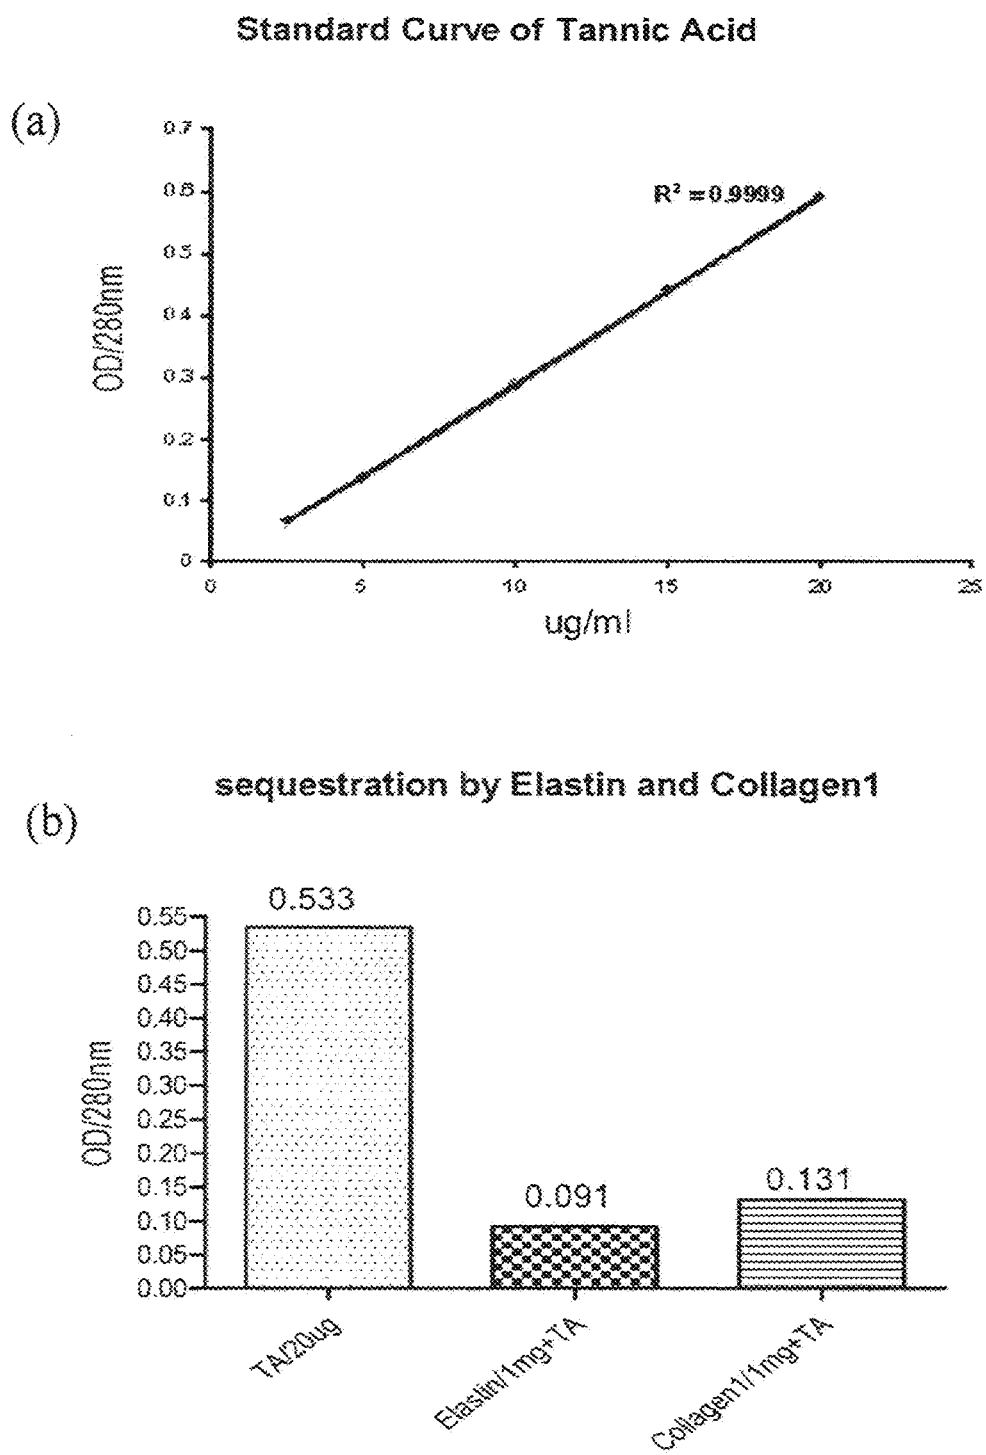 Standard Curve of Tannic Acid
(a)
0.7
0.6
0.5
0.4
0.3
0.2
0.1
0
OD/280nm
R² = 0.9999
0 5 10 15 20 25
ug/ml
sequestration by Elastin and Collagen1
(b)
0.55
0.50
0.45
0.40
0.35
0.30
0.25
0.20
0.15
0.10
0.05
0.00
OD/280nm
0.533
0.091
0.131
TA/20ug
Elastin/1mg+TA
Collagen1/1mg+TA